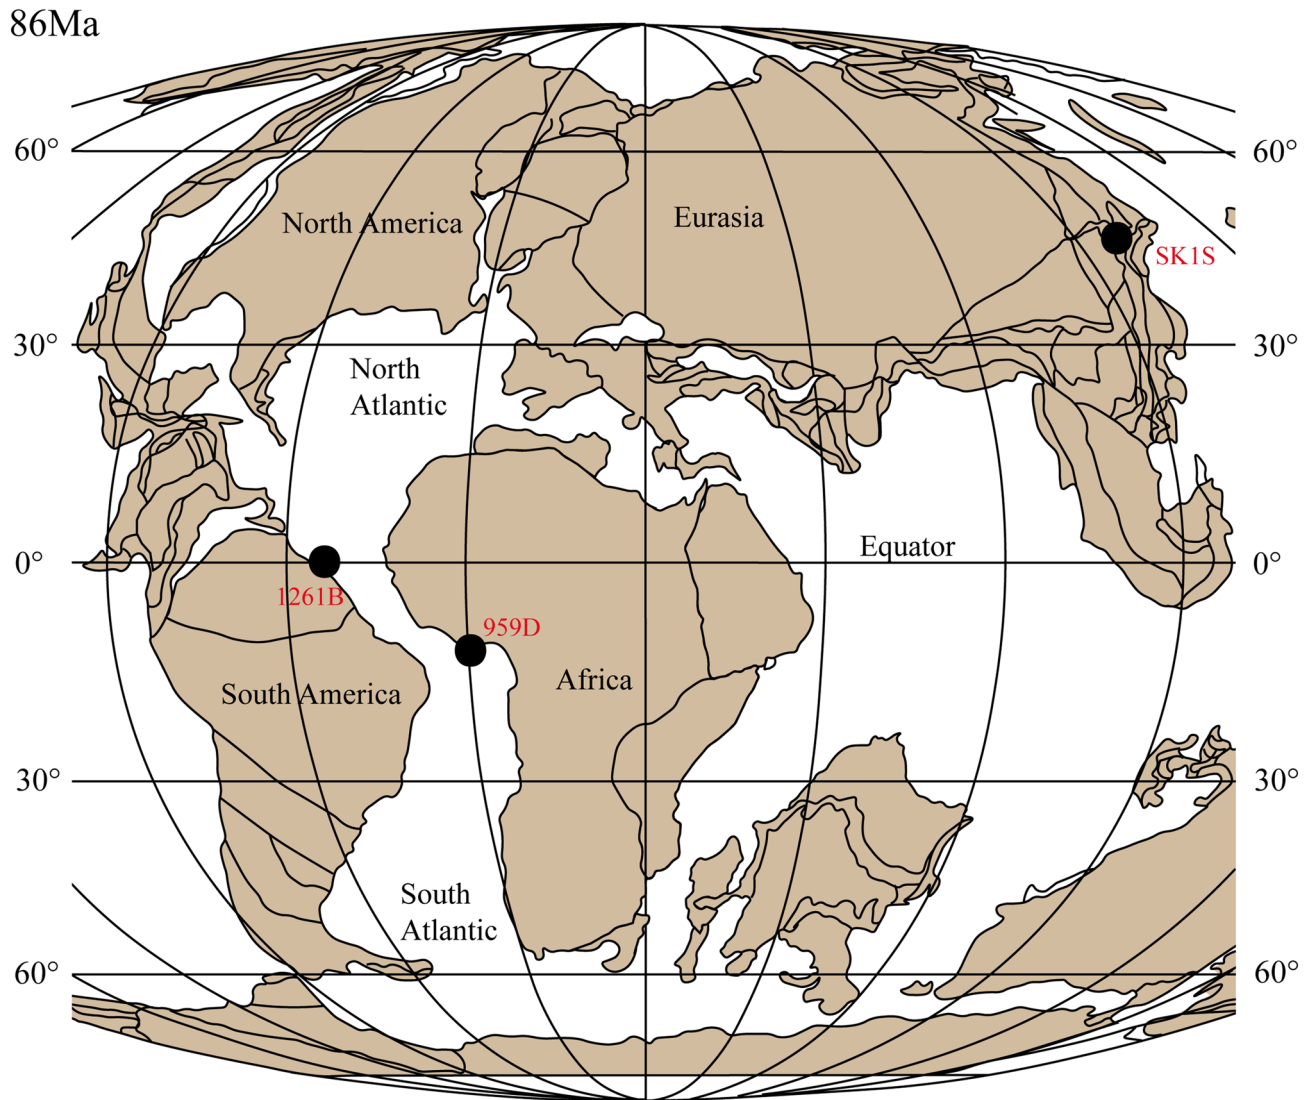 86Ma
60°
60°
North America
Eurasia
SK1S
30°
30°
North
Atlantic
Equator
0°
0°
1261B
959D
Africa
South America
30°
30°
South
Atlantic
60°
60°